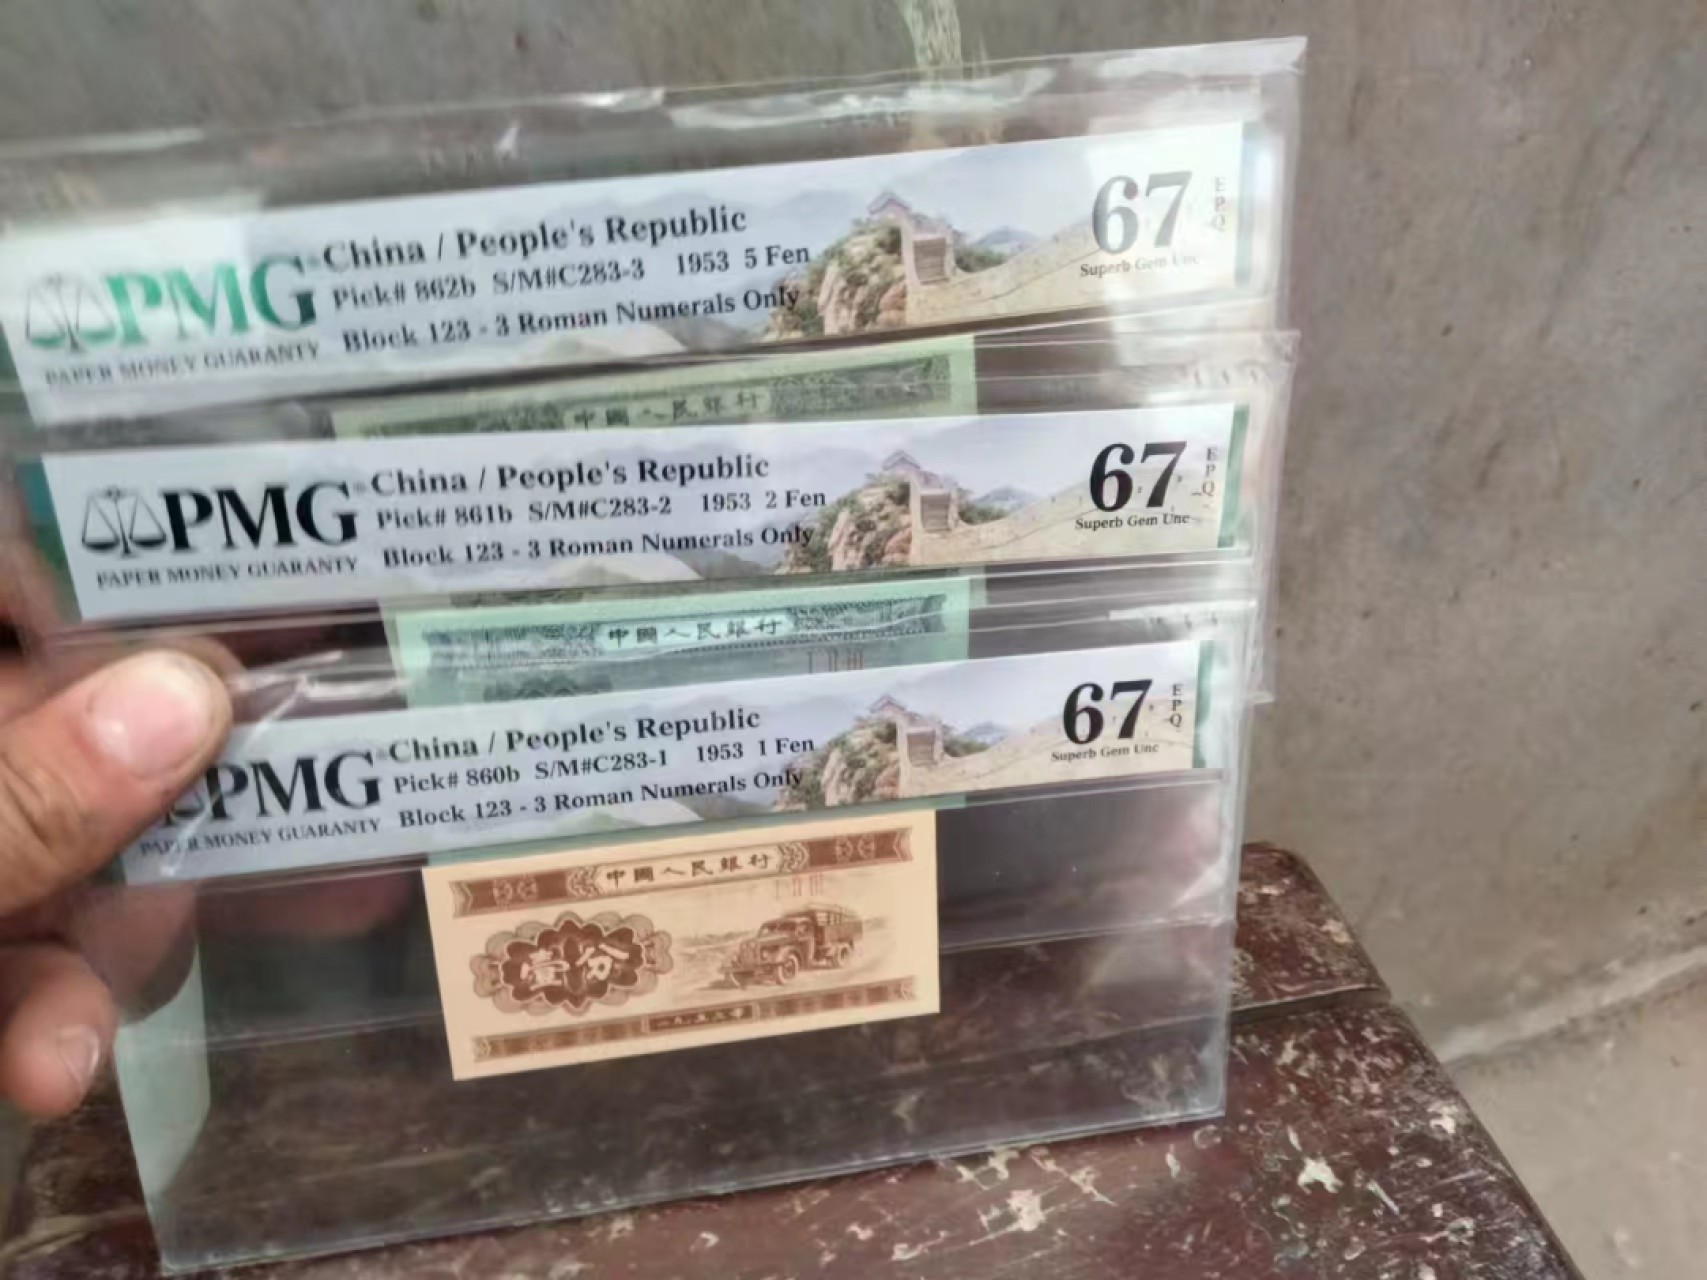 PMG
PAPER MONEY GUARANTY
China / People's Republic
Pick# 862b S/M#C283-3 1953 5 Fen
Block 123 - 3 Roman Numerals Only
67
EPQ
Superb Gem Unc
中國人民銀行
PMG
PAPER MONEY GUARANTY
China / People's Republic
Pick# 861b S/M#C283-2 1953 2 Fen
Block 123 - 3 Roman Numerals Only
67
EPQ
Superb Gem Unc
中國人民銀行
I II III
PMG
PAPER MONEY GUARANTY
China / People's Republic
Pick# 860b S/M#C283-1 1953 1 Fen
Block 123 - 3 Roman Numerals Only
67
EPQ
Superb Gem Unc
中國人民銀行
I II III
壹分
一九五三年